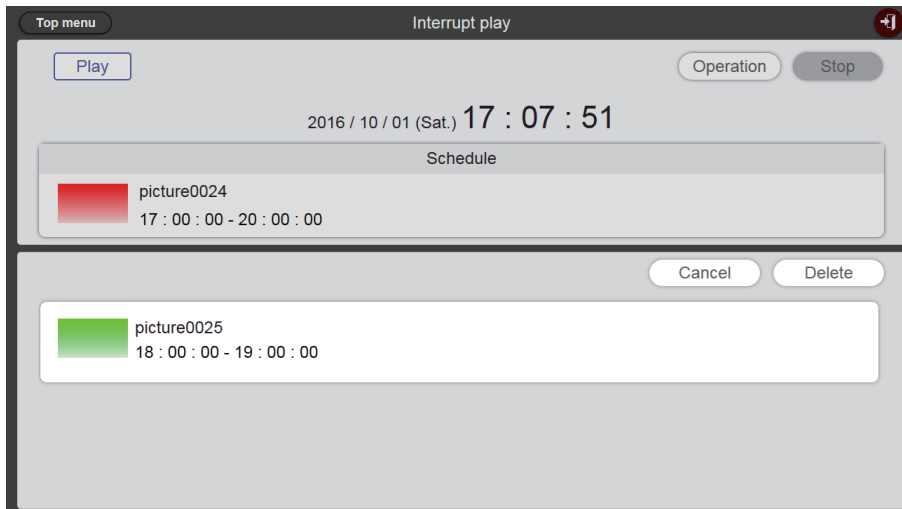 Top menu
Interrupt play
Play
Operation
Stop
2016 / 10 / 01 (Sat.) 17 : 07 : 51
Schedule
picture0024
17 : 00 : 00 - 20 : 00 : 00
Cancel
Delete
picture0025
18 : 00 : 00 - 19 : 00 : 00